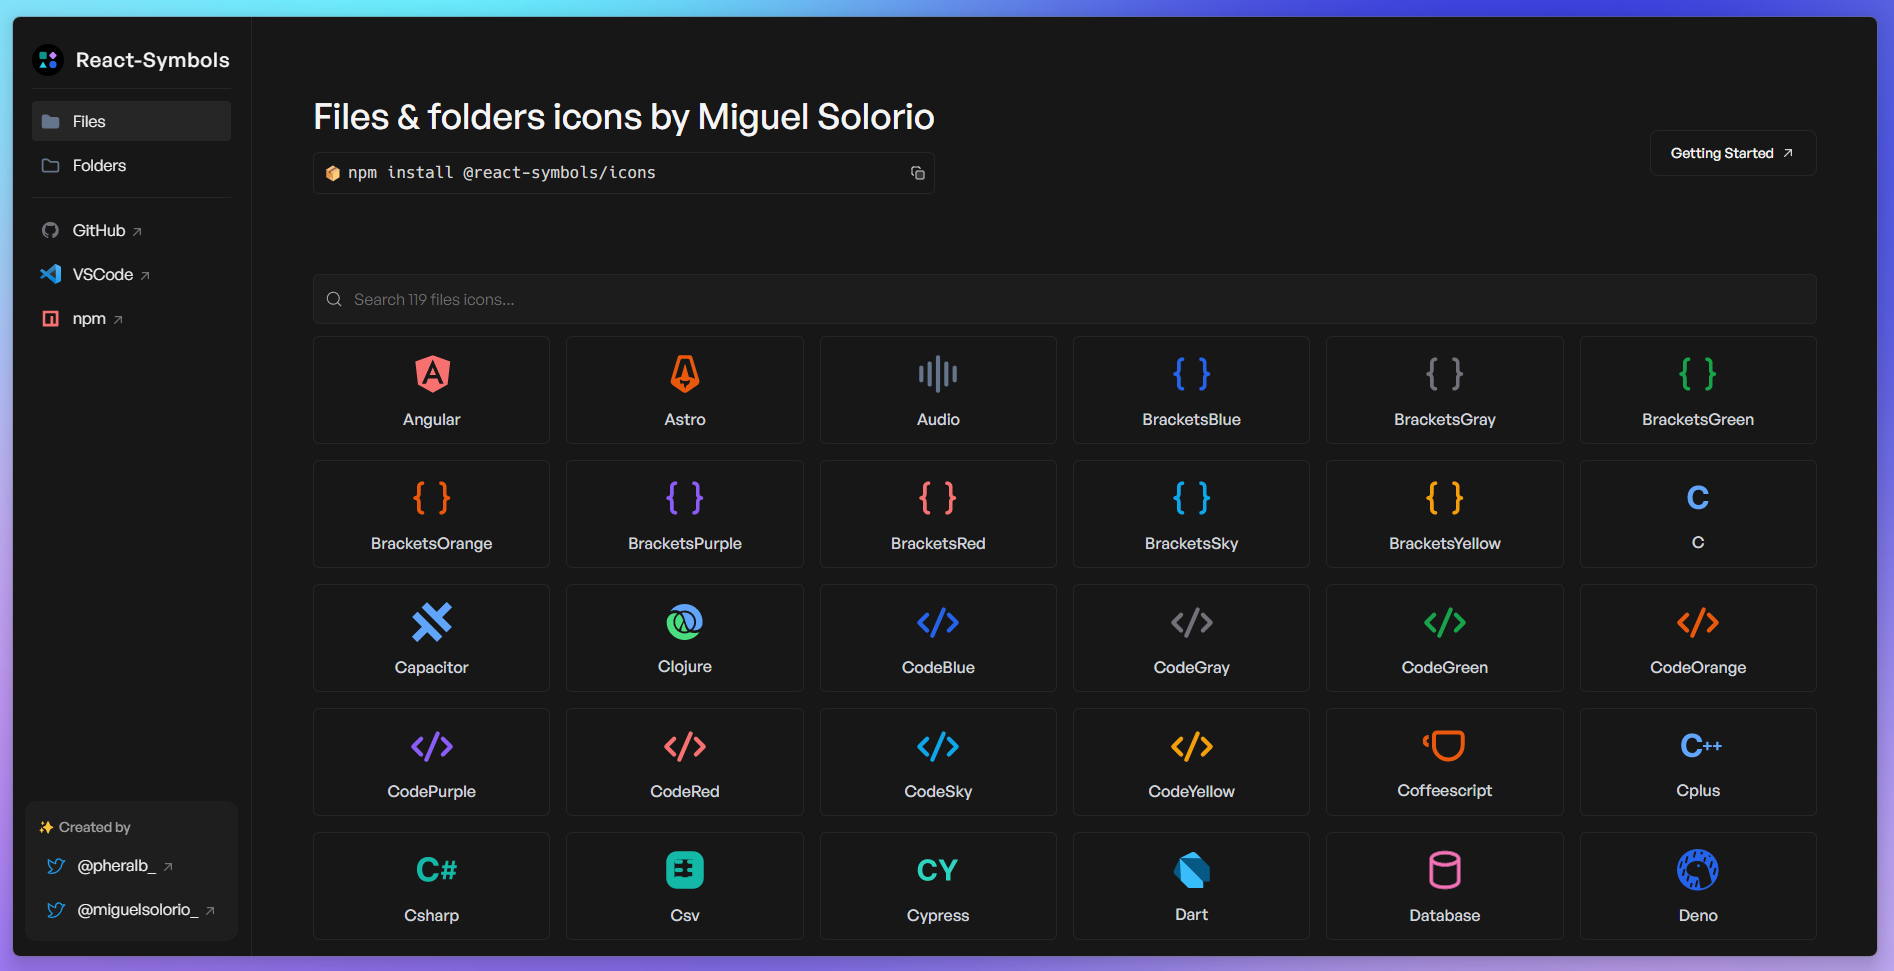 React-Symbols
Files
Folders
GitHub
VSCode
npm
Created by
@pheralb_
@miguelsolorio_
Files & folders icons by Miguel Solorio
npm install @react-symbols/icons
Getting Started
Search 119 files icons...
Angular
Astro
Audio
BracketsBlue
BracketsGray
BracketsGreen
BracketsOrange
BracketsPurple
BracketsRed
BracketsSky
BracketsYellow
C
C
Capacitor
Clojure
CodeBlue
CodeGray
CodeGreen
CodeOrange
CodePurple
CodeRed
CodeSky
CodeYellow
Coffeescript
C++
Cplus
C#
Csharp
Csv
CY
Cypress
Dart
Database
Deno